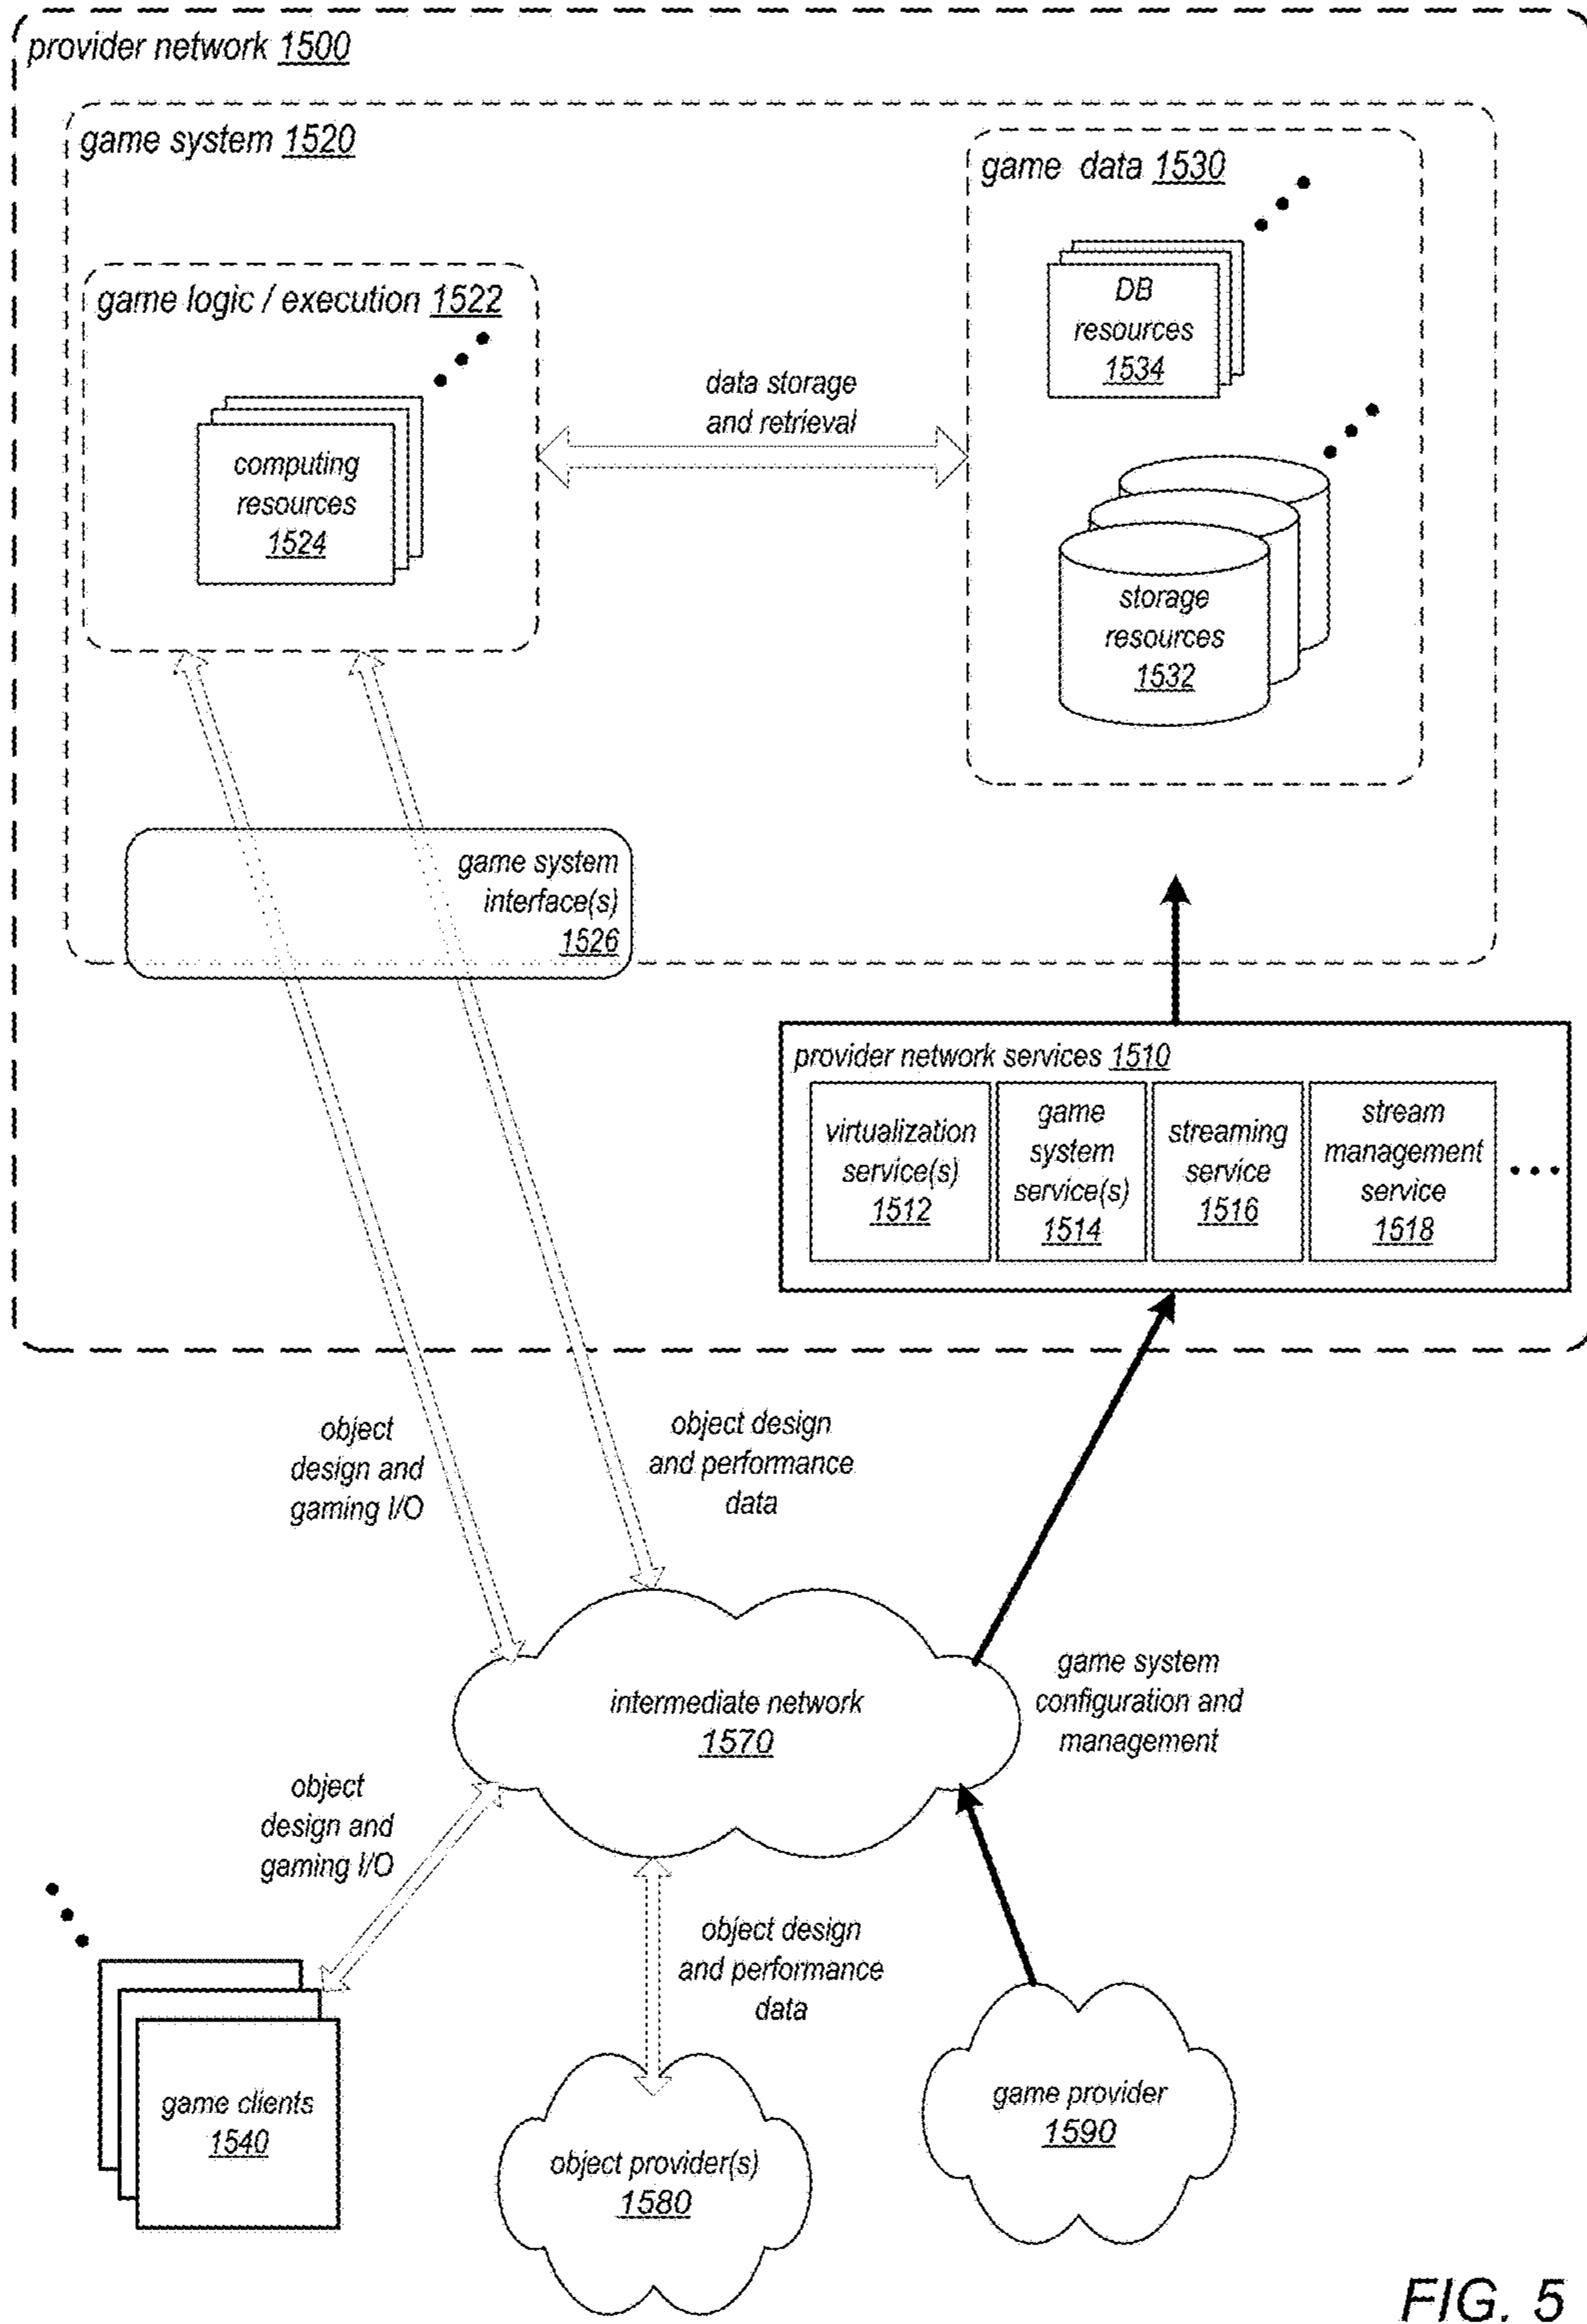 provider network 1500
game system 1520
game data 1530
DB
resources
1534
game logic / execution 1522
computing
resources
1524
data storage
and retrieval
storage
resources
1532
game system
interface(s)
1526
provider network services 1510
virtualization
service(s)
1512
game
system
service(s)
1514
streaming
service
1516
stream
management
service
1518
object
design and
gaming I/O
object design
and performance
data
intermediate network
1570
game system
configuration and
management
object
design and
gaming I/O
object design
and performance
data
game clients
1540
object provider(s)
1580
game provider
1590
FIG. 5